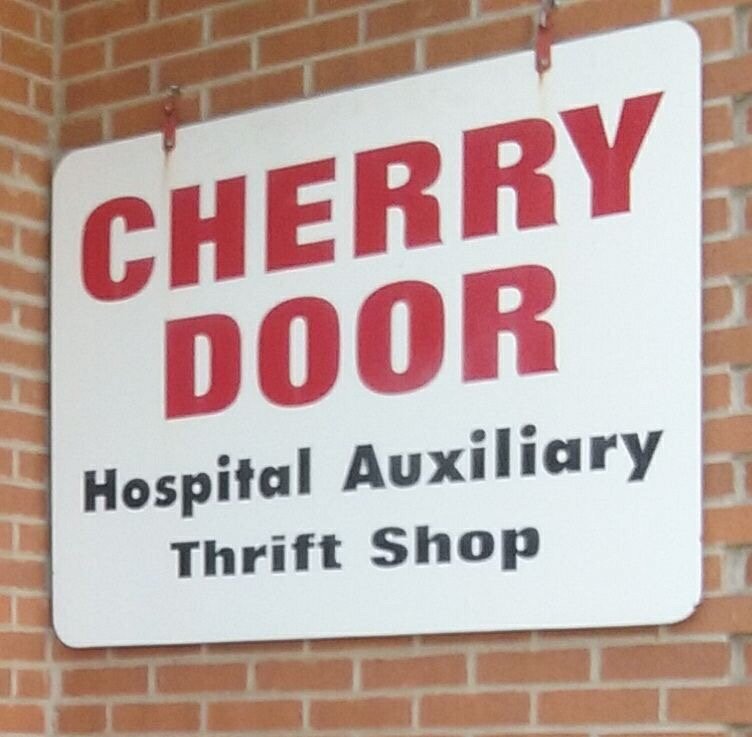 CHERRY
DOOR
Hospital Auxiliary
Thrift Shop